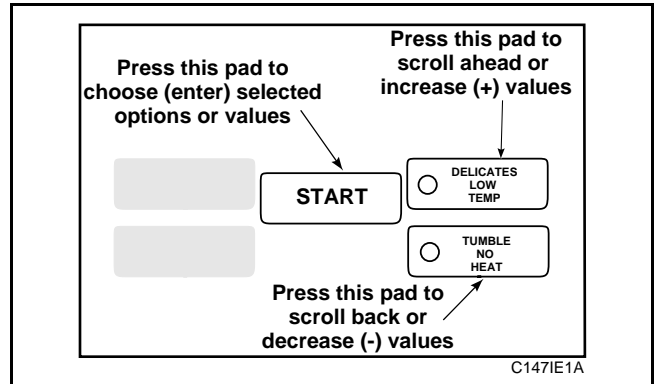 Press this pad to
choose (enter) selected
options or values
Press this pad to
scroll ahead or
increase (+) values
START
DELICATES
LOW
TEMP
TUMBLE
NO
HEAT
Press this pad to
scroll back or
decrease (-) values
C147IE1A